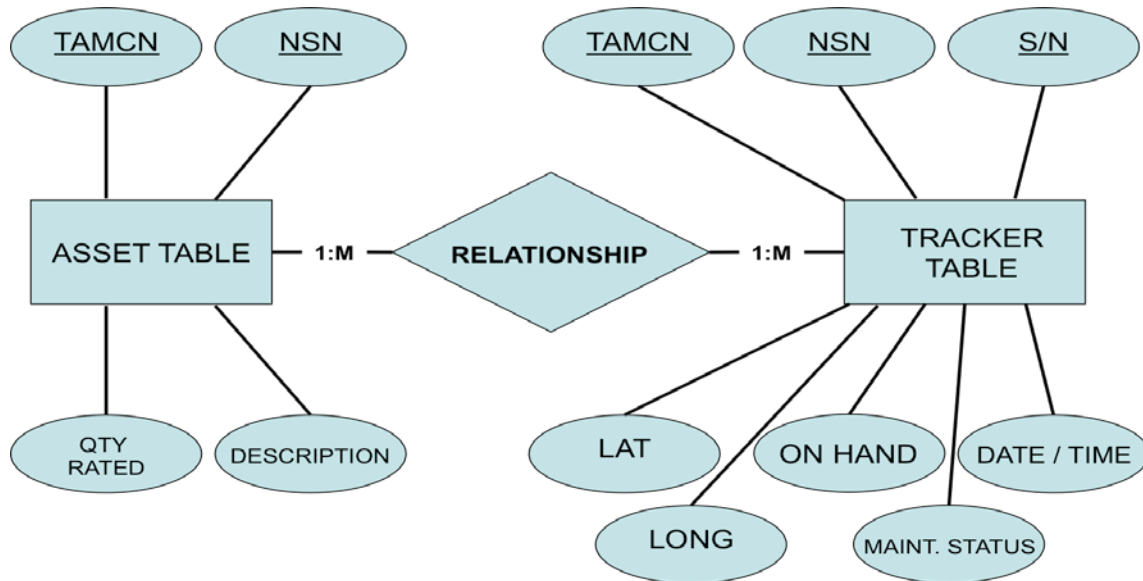 TAMCN
NSN
TAMCN
NSN
S/N
ASSET TABLE
1:M
RELATIONSHIP
1:M
TRACKER
TABLE
QTY
RATED
DESCRIPTION
LAT
ON HAND
DATE / TIME
LONG
MAINT. STATUS